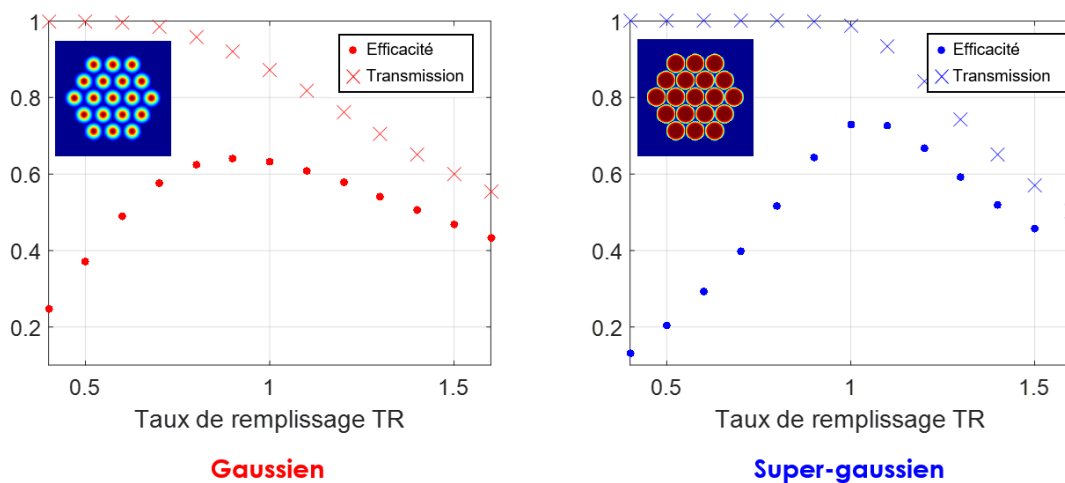 1
0.8
0.6
0.4
0.2
Efficacité
Transmission
0.5
1
1.5
Taux de remplissage TR
Gaussien
1
0.8
0.6
0.4
0.2
Efficacité
Transmission
0.5
1
1.5
Taux de remplissage TR
Super-gaussien